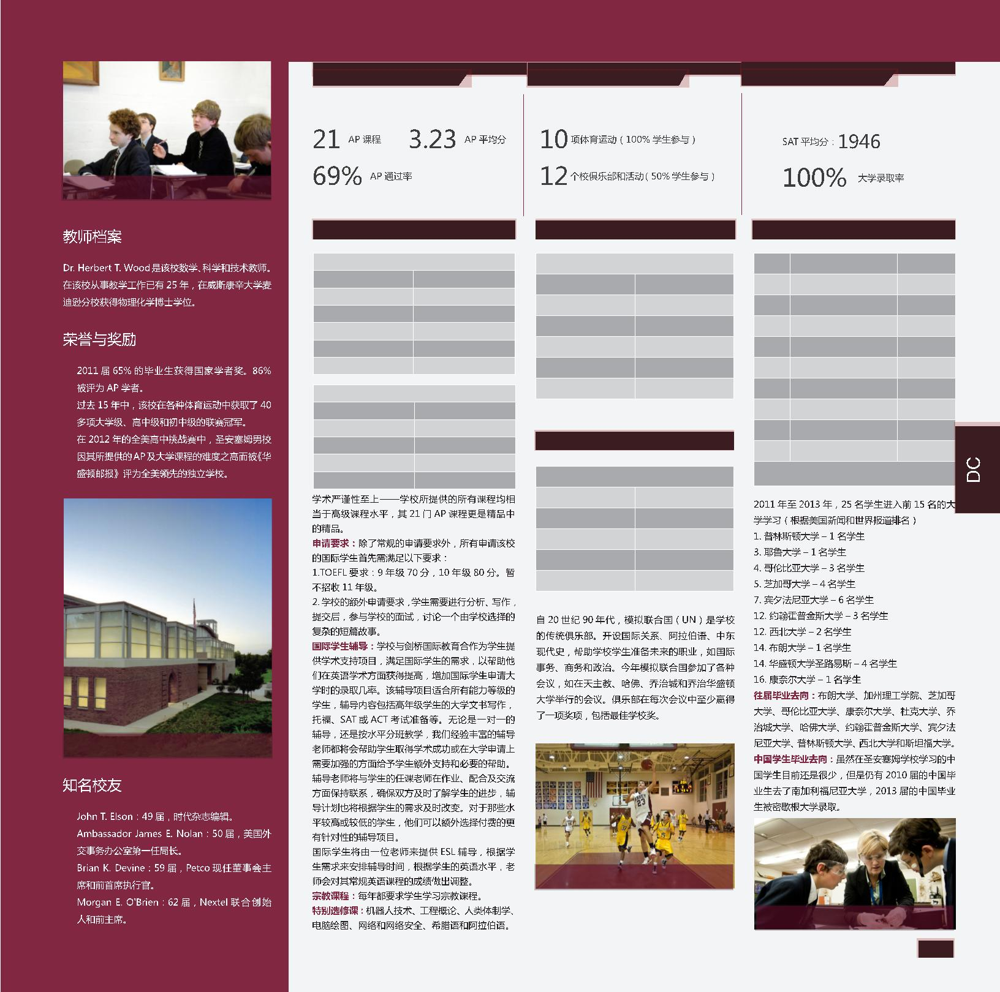 教师档案
Dr. Herbert T. Wood 是该校数学、科学和技术教师。
在该校从事教学工作已有 25 年，在威斯康辛大学麦
迪逊分校获得物理化学博士学位。
荣誉与奖励
2011 届 65% 的毕业生获得国家学者奖。86%
被评为 AP 学者。
过去 15 年中，该校在各种体育运动中获取了 40
多项大学级、高中级和初中级的联赛冠军。
在 2012 年的全美高中挑战赛中，圣安塞姆男校
因其所提供的 AP 及大学课程的难度之高而被《华
盛顿邮报》评为全美领先的独立学校。
知名校友
John T. Elson：49 届，时代杂志编辑。
Ambassador James E. Nolan：50 届，美国外
交事务办公室第一任局长。
Brian K. Devine：59 届，Petco 现任董事会主
席和前首席执行官。
Morgan E. O'Brien：62 届，Nextel 联合创始
人和前主席。
21 AP 课程 3.23 AP 平均分
69% AP 通过率
学术严谨性至上——学校所提供的所有课程均相
当于高级课程水平，其 21 门 AP 课程更是精品中
的精品。
申请要求：除了常规的申请要求外，所有申请该校
的国际学生首先需满足以下要求：
1.TOEFL 要求：9 年级 70 分，10 年级 80 分。暂
不招收 11 年级。
2. 学校的额外申请要求，学生需要进行分析、写作，
提交后，参与学校的面试，讨论一个由学校选择的
复杂的短篇故事。
国际学生辅导：学校与剑桥国际教育合作为学生提
供学术支持项目，满足国际学生的需求，以帮助他
们在英语学术方面获得提高，增加国际学生申请大
学时的录取几率。该辅导项目适合所有能力等级的
学生，辅导内容包括高年级学生的大学文书写作，
托福、SAT 或 ACT 考试准备等。无论是一对一的
辅导，还是按水平分班教学，我们经验丰富的辅导
老师都将会帮助学生取得学术成功或在大学申请上
需要加强的方面给予学生额外支持和必要的帮助。
辅导老师将与学生的任课老师在作业、配合及交流
方面保持联系，确保双方及时了解学生的进步，辅
导计划也将根据学生的需求及时改变。对于那些水
平较高或较低的学生，他们可以额外选择付费的更
有针对性的辅导项目。
国际学生将由一位老师来提供 ESL 辅导，根据学
生需求来安排辅导时间，根据学生的英语水平，老
师会对其常规英语课程的成绩做出调整。
宗教课程：每年都要求学生学习宗教课程。
特别选修课：机器人技术、工程概论、人类体制学、
电脑绘图、网络和网络安全、希腊语和阿拉伯语。
10 项体育运动（100% 学生参与）
12 个校俱乐部和活动（50% 学生参与）
自 20 世纪 90 年代，模拟联合国（UN）是学校
的传统俱乐部。开设国际关系、阿拉伯语、中东
现代史，帮助学校学生准备未来的职业，如国际
事务、商务和政治。今年模拟联合国参加了各种
会议，如在天主教、哈佛、乔治城和乔治华盛顿
大学举行的会议。俱乐部在每次会议中至少赢得
了一项奖项，包括最佳学校奖。
SAT 平均分：1946
100% 大学录取率
2011 年至 2013 年，25 名学生进入前 15 名的大
学学习（根据美国新闻和世界报道排名）
1. 普林斯顿大学 – 1 名学生
3. 耶鲁大学 – 1 名学生
4. 哥伦比亚大学 – 3 名学生
5. 芝加哥大学 – 4 名学生
7. 宾夕法尼亚大学 – 6 名学生
12. 约翰霍普金斯大学 – 3 名学生
12. 西北大学 – 2 名学生
14. 布朗大学 – 1 名学生
14. 华盛顿大学圣路易斯 – 4 名学生
16. 康奈尔大学 – 1 名学生
往届毕业去向：布朗大学、加州理工学院、芝加哥
大学、哥伦比亚大学、康奈尔大学、杜克大学、乔
治城大学、哈佛大学、约翰霍普金斯大学、宾夕法
尼亚大学、普林斯顿大学、西北大学和斯坦福大学。
中国学生毕业去向：虽然在圣安塞姆学校学习的中
国学生目前还是很少，但是仍有 2010 届的中国毕
业生去了南加利福尼亚大学，2013 届的中国毕业
生被密歇根大学录取。
DC
23